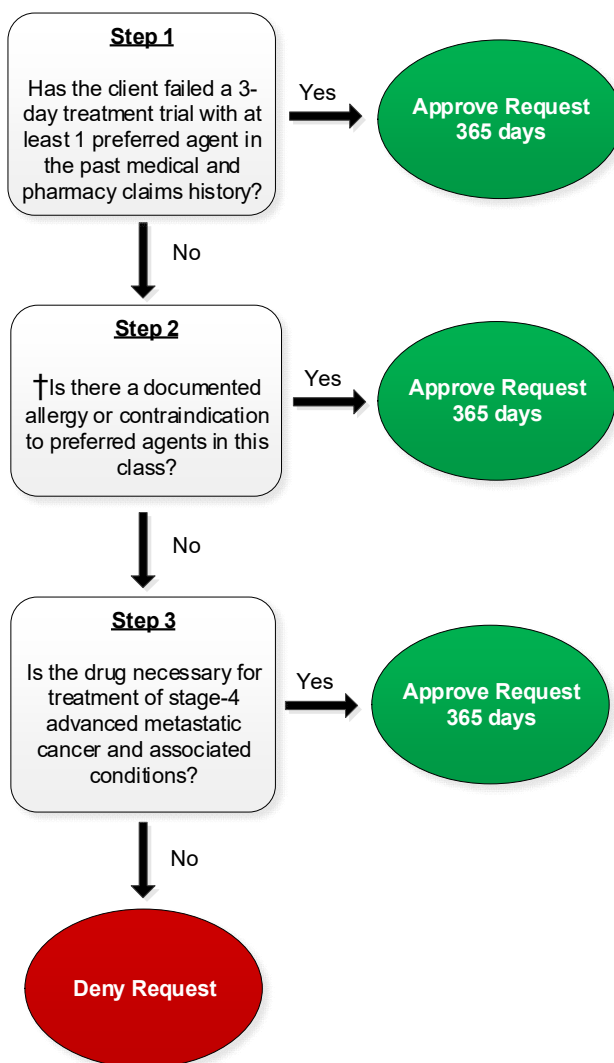 Step 1
Has the client failed a 3-
day treatment trial with at
least 1 preferred agent in
the past medical and
pharmacy claims history?
Yes
Approve Request
365 days
No
Step 2
†Is there a documented
allergy or contraindication
to preferred agents in this
class?
Yes
Approve Request
365 days
No
Step 3
Is the drug necessary for
treatment of stage-4
advanced metastatic
cancer and associated
conditions?
Yes
Approve Request
365 days
No
Deny Request